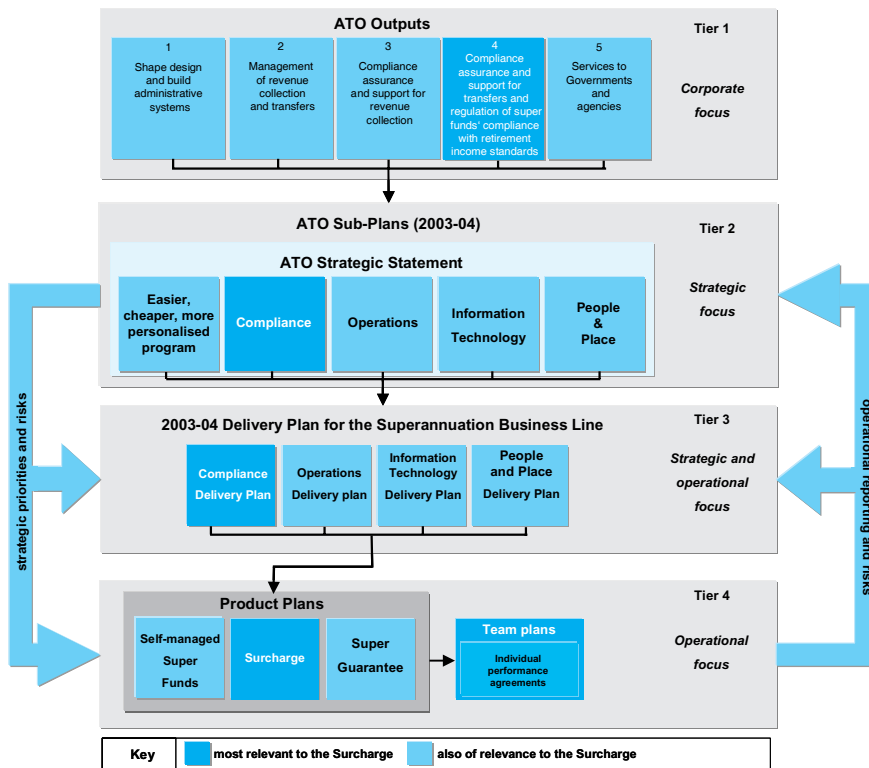 ATO Outputs
Tier 1
Corporate
focus
1
Shape design
and build
administrative
systems
2
Management
of revenue
collection
and transfers
3
Compliance
assurance
and support for
revenue
collection
4
Compliance
assurance and
support for
transfers and
regulation of super
funds' compliance
with retirement
income standards
5
Services to
Governments
and
agencies
ATO Sub-Plans (2003-04)
Tier 2
Strategic
focus
ATO Strategic Statement
Easier,
cheaper, more
personalised
program
Compliance
Operations
Information
Technology
People
&
Place
2003-04 Delivery Plan for the Superannuation Business Line
Tier 3
Strategic and
operational
focus
Compliance
Delivery Plan
Operations
Delivery plan
Information
Technology
Delivery Plan
People
and Place
Delivery Plan
Product Plans
Tier 4
Operational
focus
Self-managed
Super
Funds
Surcharge
Super
Guarantee
Team plans
Individual
performance
agreements
strategic priorities and risks
operational reporting and risks
Key
most relevant to the Surcharge
also of relevance to the Surcharge